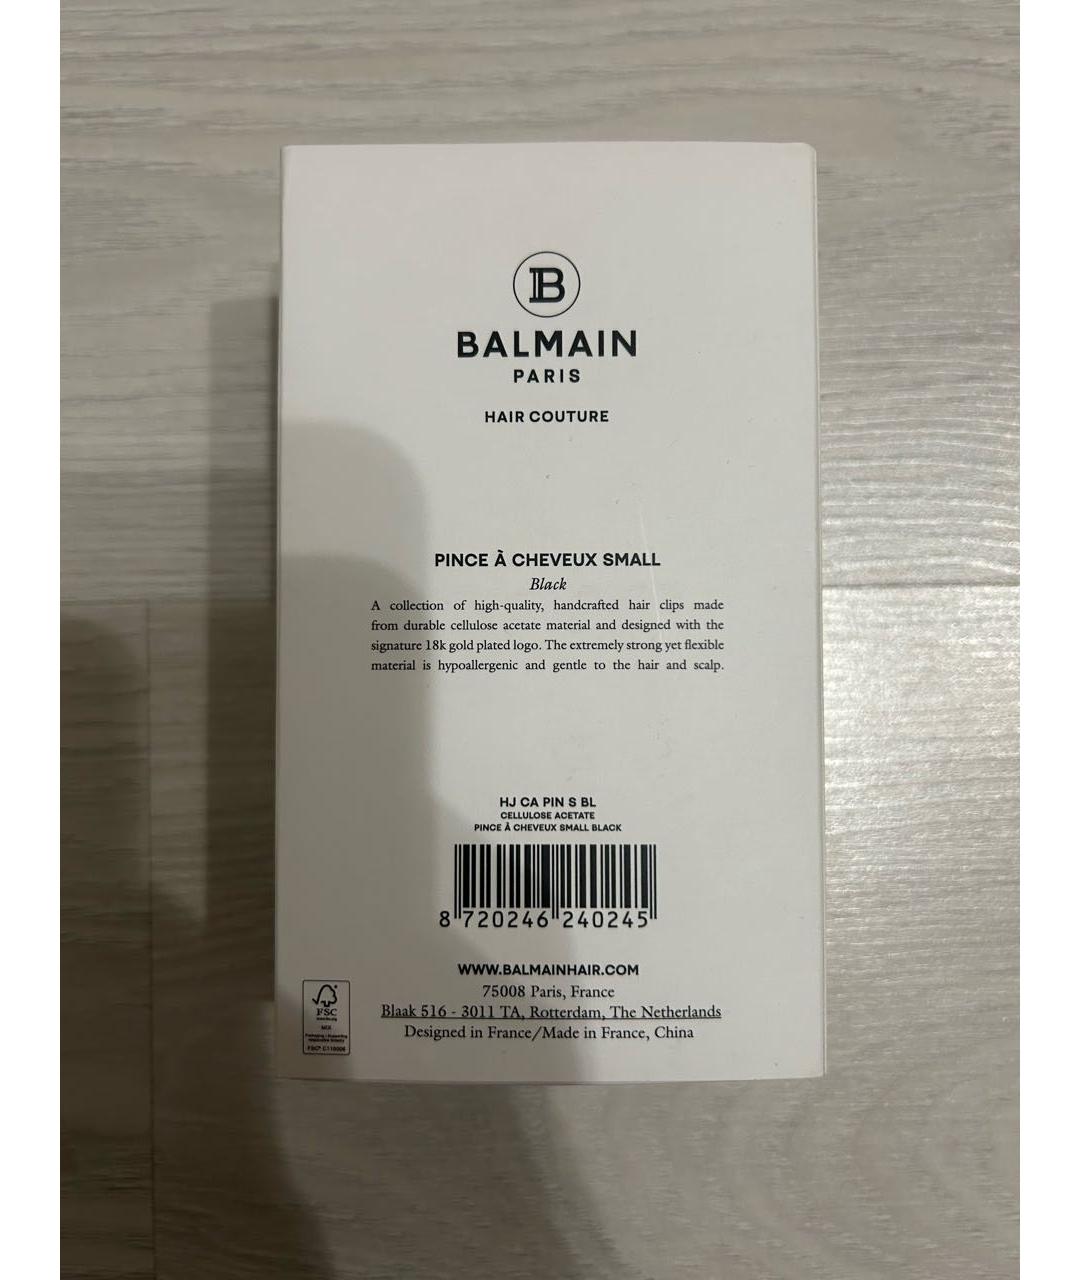 B
BALMAIN
PARIS
HAIR COUTURE
PINCE À CHEVEUX SMALL
Black
A collection of high-quality, handcrafted hair clips made
from durable cellulose acetate material and designed with the
signature 18k gold plated logo. The extremely strong yet flexible
material is hypoallergenic and gentle to the hair and scalp.
HJ CA PIN S BL
CELLULOSE ACETATE
PINCE À CHEVEUX SMALL BLACK
8 720246 240245
WWW.BALMAINHAIR.COM
75008 Paris, France
Blaak 516 - 3011 TA, Rotterdam, The Netherlands
Designed in France/Made in France, China
FSC
MIX